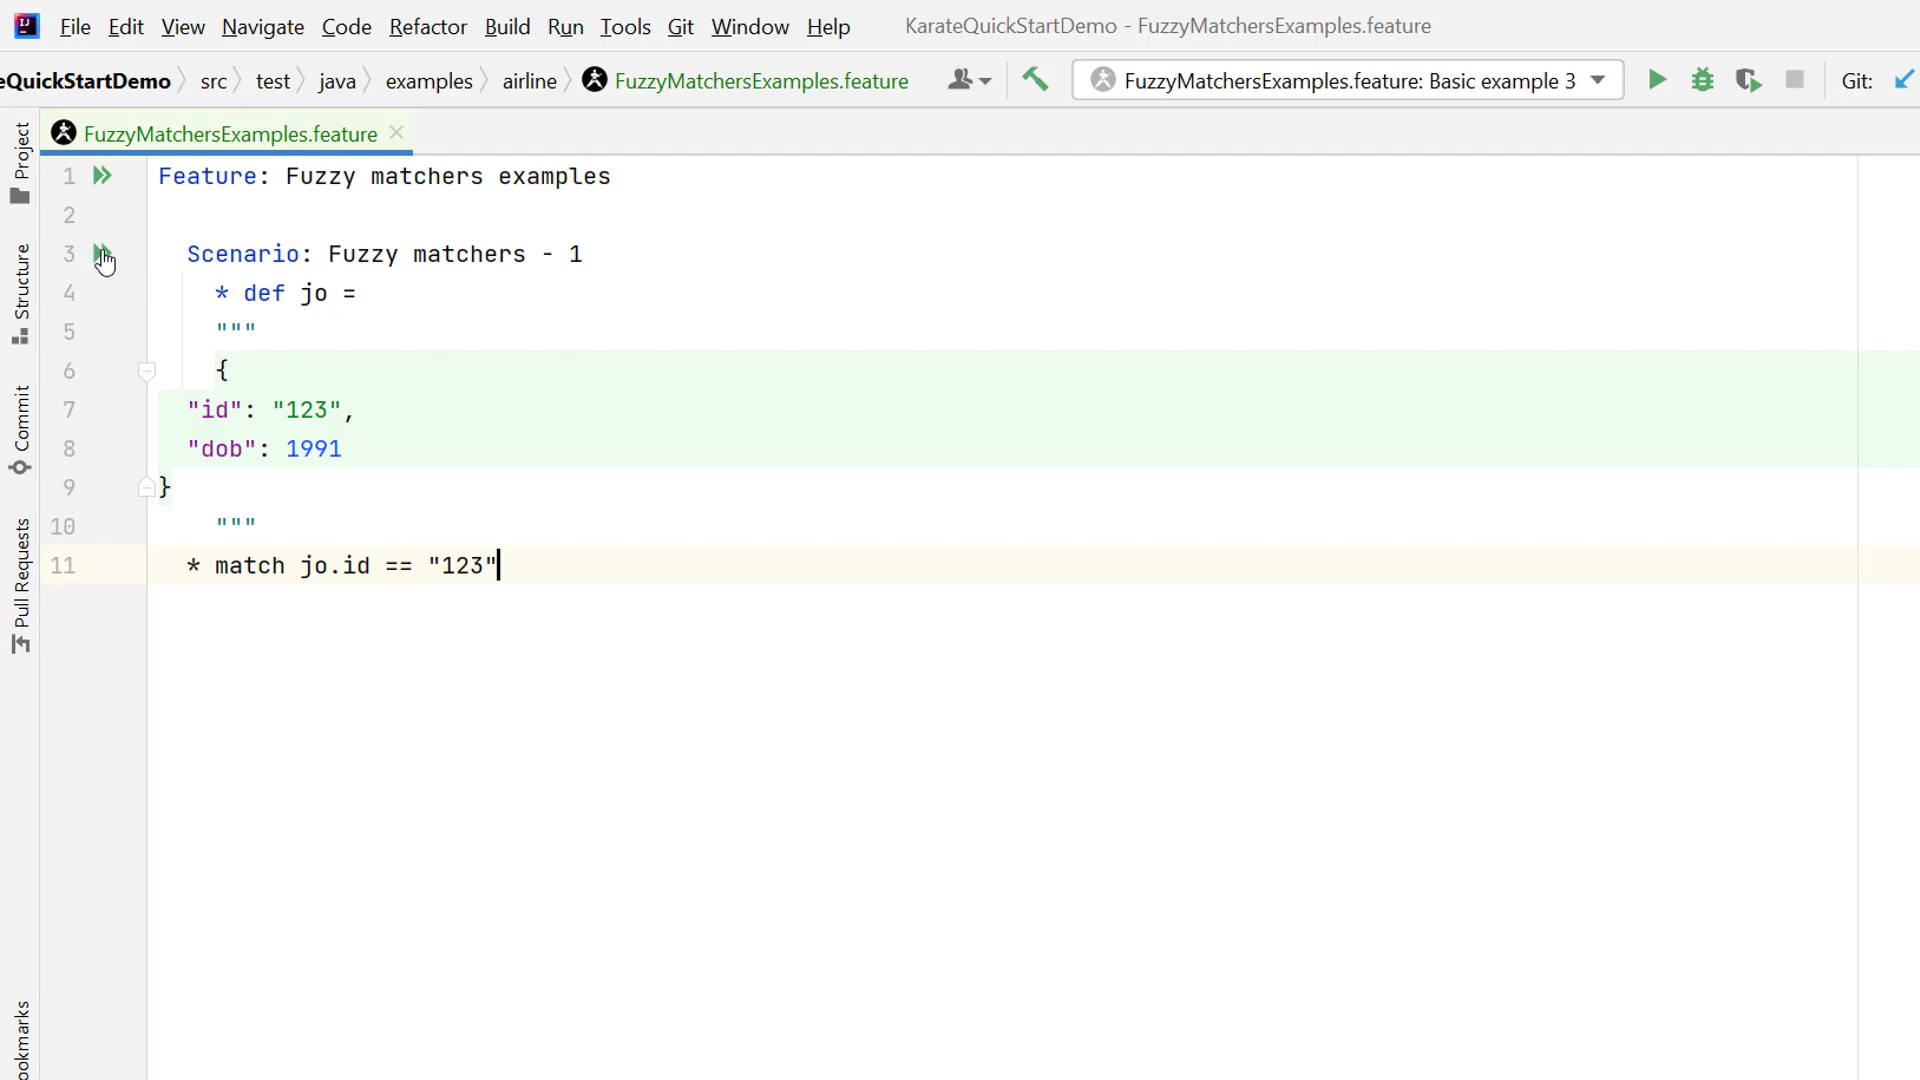 File Edit View Navigate Code Refactor Build Run Tools Git Window Help KarateQuickStartDemo - FuzzyMatchersExamples.feature
eQuickStartDemo src test java examples airline FuzzyMatchersExamples.feature FuzzyMatchersExamples.feature: Basic example 3 Git:
FuzzyMatchersExamples.feature
Project
Structure
Commit
Pull Requests
ookmarks
1 Feature: Fuzzy matchers examples
2
3 Scenario: Fuzzy matchers - 1
4 * def jo =
5 """
6 {
7 "id": "123",
8 "dob": 1991
9 }
10 """
11 * match jo.id == "123"